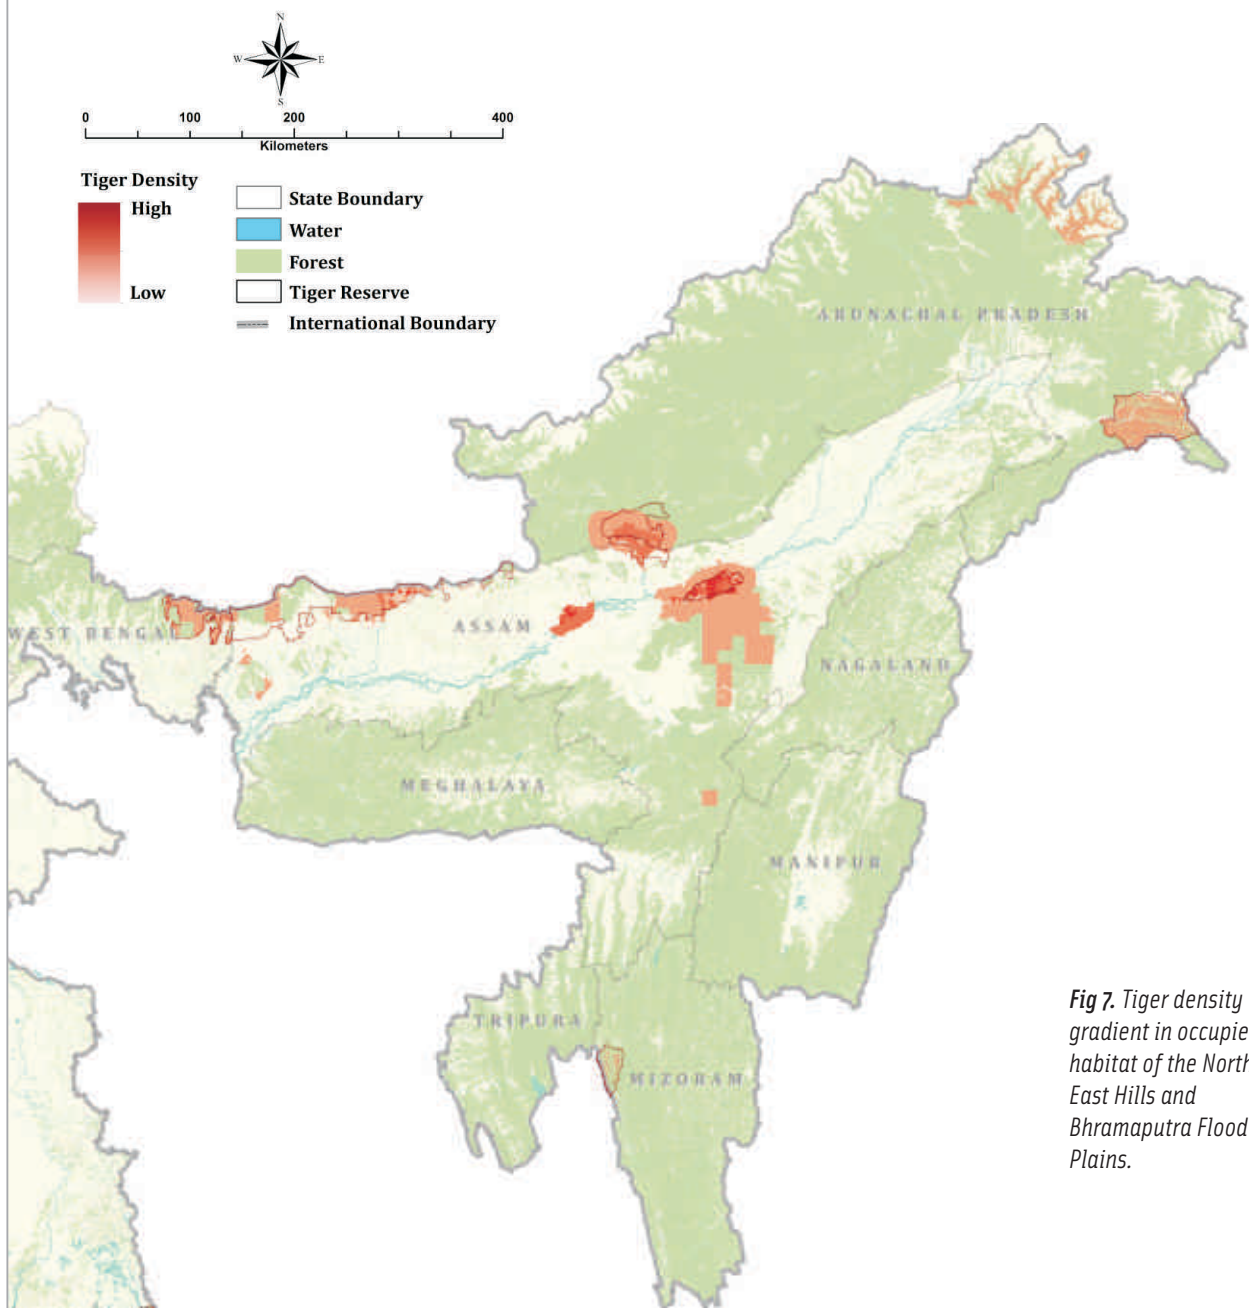 N
W E
S
0 100 200 400
Kilometers
Tiger Density
High
Low
State Boundary
Water
Forest
Tiger Reserve
International Boundary
ARUNACHAL PRADESH
WEST BENGAL
ASSAM
NAGALAND
MEGHALAYA
MANIPUR
TRIPURA
MIZORAM
Fig 7. Tiger density
gradient in occupie
habitat of the North
East Hills and
Bhramaputra Flood
Plains.